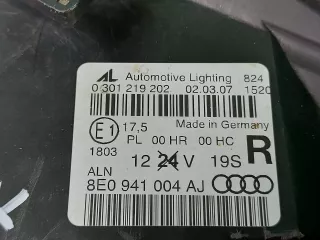 AL Automotive Lighting 824
0 301 219 202 02.03.07 1520
E1 17,5 Made in Germany
1803 PL 00 HR 00 HC
12 24 V 19S R
ALN
8E0 941 004 AJ